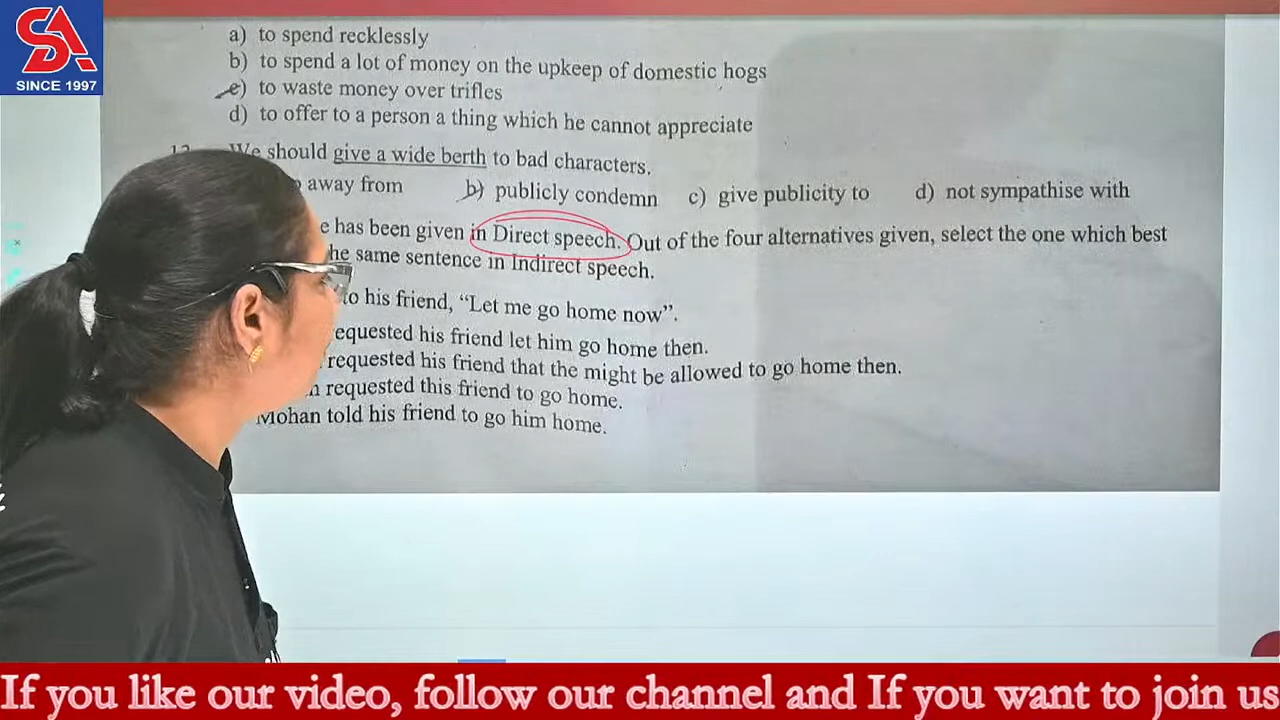 SA
SINCE 1997
a) to spend recklessly
b) to spend a lot of money on the upkeep of domestic hogs
c) to waste money over trifles
d) to offer to a person a thing which he cannot appreciate
We should give a wide berth to bad characters.
away from b) publicly condemn c) give publicity to d) not sympathise with
e has been given in Direct speech. Out of the four alternatives given, select the one which best
he same sentence in Indirect speech.
to his friend, “Let me go home now”.
requested his friend let him go home then.
requested his friend that the might be allowed to go home then.
n requested this friend to go home.
Mohan told his friend to go him home.
If you like our video, follow our channel and If you want to join us